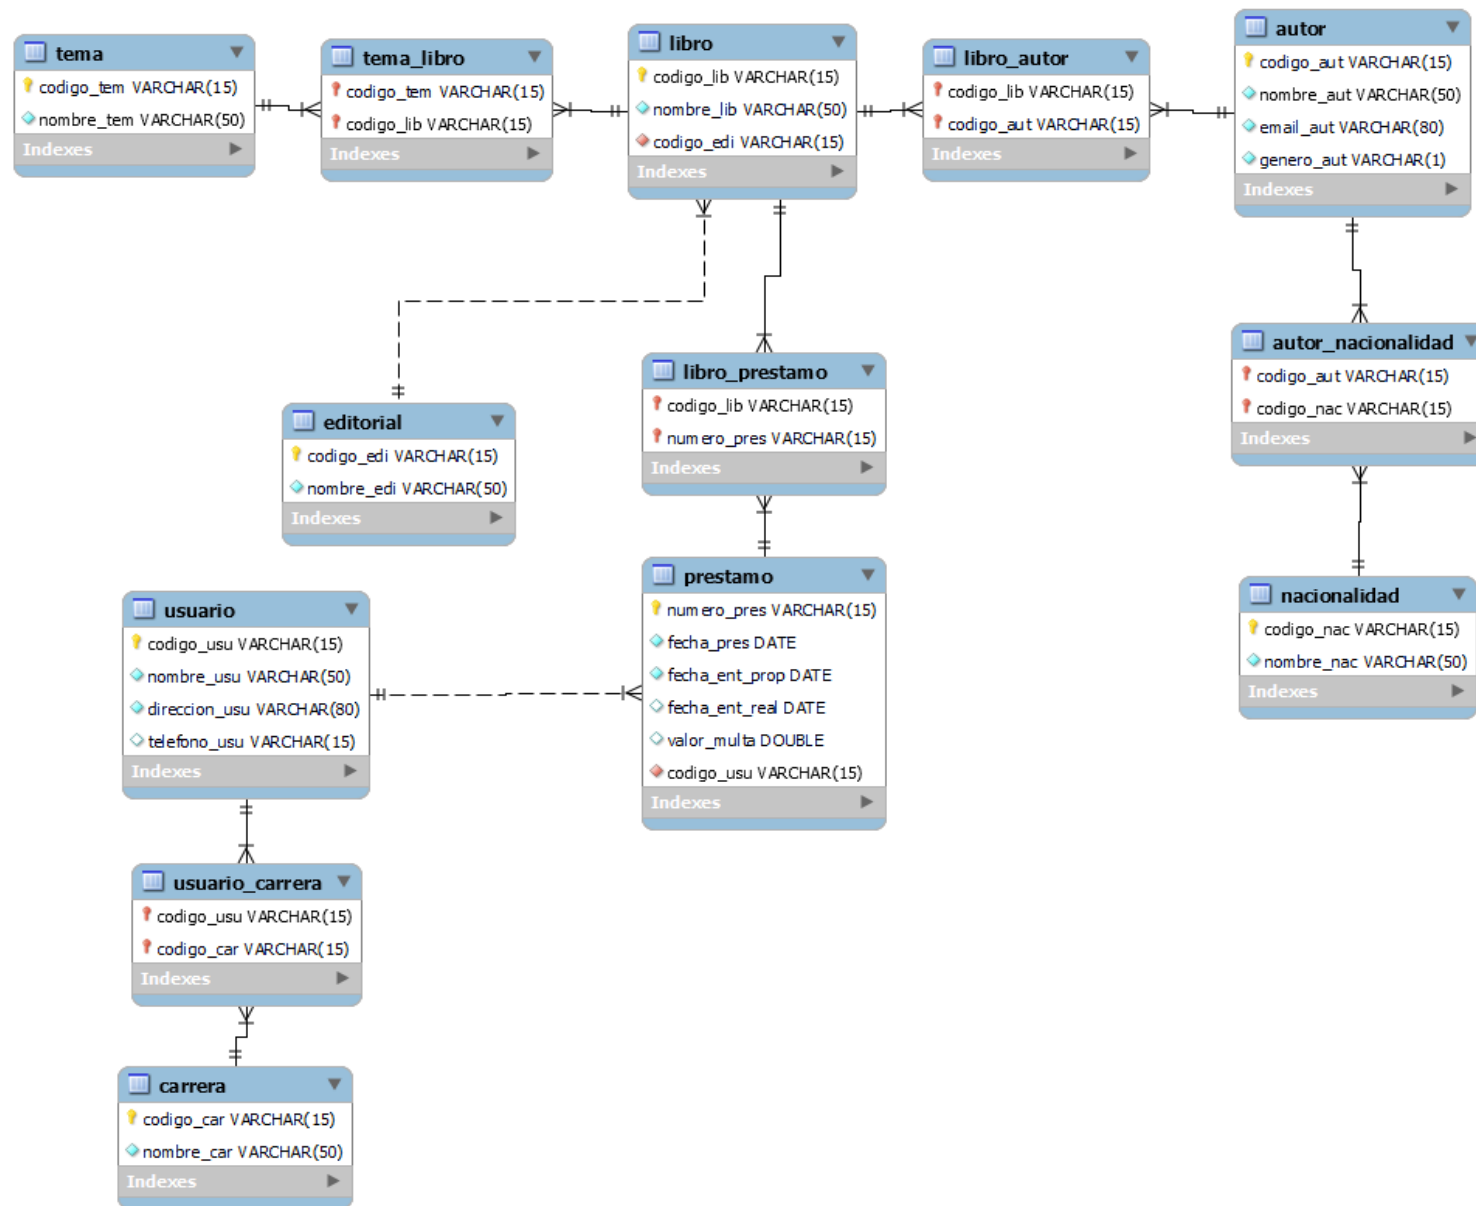 tema
codigo_tem VARCHAR(15)
nombre_tem VARCHAR(50)
Indexes
tema_libro
codigo_tem VARCHAR(15)
codigo_lib VARCHAR(15)
Indexes
libro
codigo_lib VARCHAR(15)
nombre_lib VARCHAR(50)
codigo_edi VARCHAR(15)
Indexes
libro_autor
codigo_lib VARCHAR(15)
codigo_aut VARCHAR(15)
Indexes
autor
codigo_aut VARCHAR(15)
nombre_aut VARCHAR(50)
email_aut VARCHAR(80)
genero_aut VARCHAR(1)
Indexes
editorial
codigo_edi VARCHAR(15)
nombre_edi VARCHAR(50)
Indexes
libro_prestamo
codigo_lib VARCHAR(15)
numero_pres VARCHAR(15)
Indexes
autor_nacionalidad
codigo_aut VARCHAR(15)
codigo_nac VARCHAR(15)
Indexes
usuario
codigo_usu VARCHAR(15)
nombre_usu VARCHAR(50)
direccion_usu VARCHAR(80)
telefono_usu VARCHAR(15)
Indexes
prestamo
numero_pres VARCHAR(15)
fecha_pres DATE
fecha_ent_prop DATE
fecha_ent_real DATE
valor_multa DOUBLE
codigo_usu VARCHAR(15)
Indexes
nacionalidad
codigo_nac VARCHAR(15)
nombre_nac VARCHAR(50)
Indexes
usuario_carrera
codigo_usu VARCHAR(15)
codigo_car VARCHAR(15)
Indexes
carrera
codigo_car VARCHAR(15)
nombre_car VARCHAR(50)
Indexes